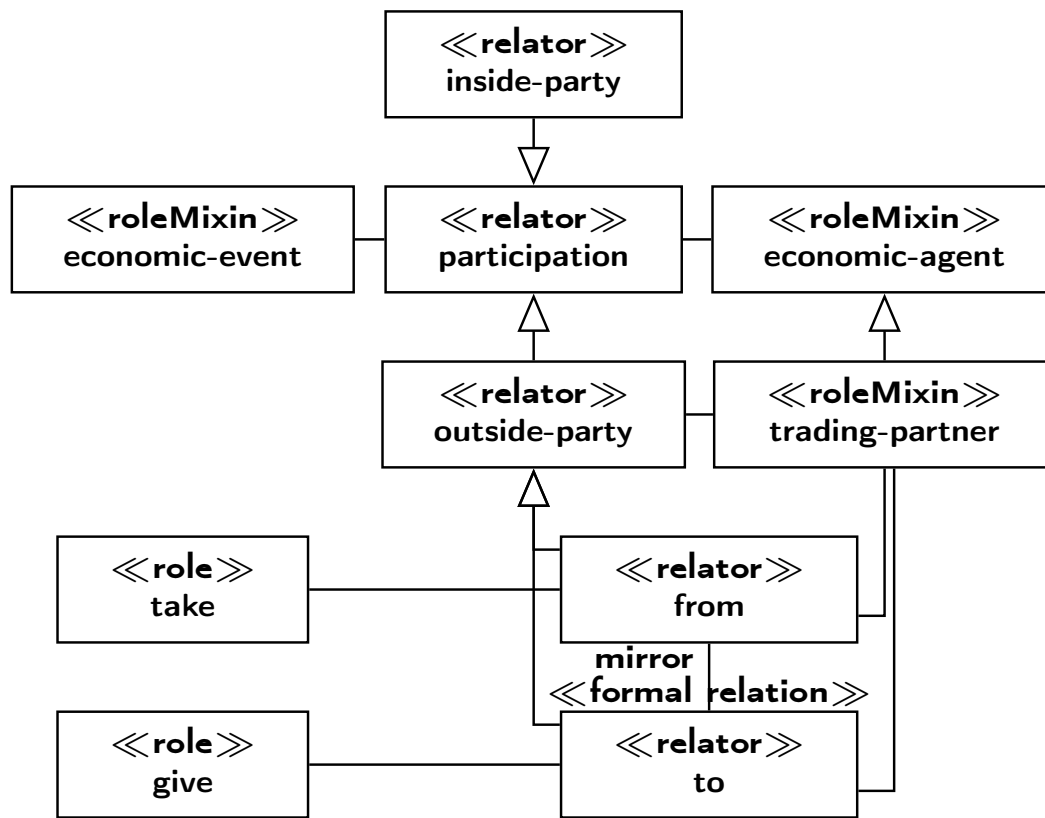 ≪relator≫
inside-party
≪roleMixin≫
economic-event
≪relator≫
participation
≪roleMixin≫
economic-agent
≪relator≫
outside-party
≪roleMixin≫
trading-partner
≪role≫
take
≪relator≫
from
mirror
≪formal relation≫
≪role≫
give
≪relator≫
to